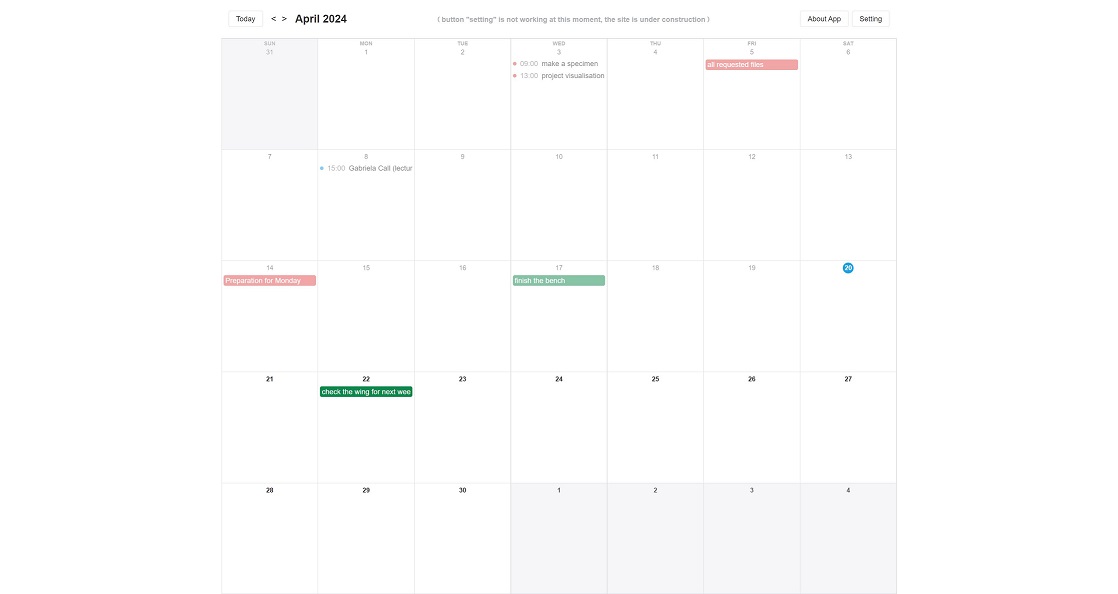 Today < > April 2024 ( button "setting" is not working at this moment, the site is under construction ) About App Setting
SUN MON TUE WED THU FRI SAT
31 1 2 3 4 5 6
09:00 make a specimen
all requested files
13:00 project visualisation
7 8 9 10 11 12 13
15:00 Gabriela Call (lectur
14 15 16 17 18 19 20
Preparation for Monday
finish the bench
21 22 23 24 25 26 27
check the wing for next wee
28 29 30 1 2 3 4